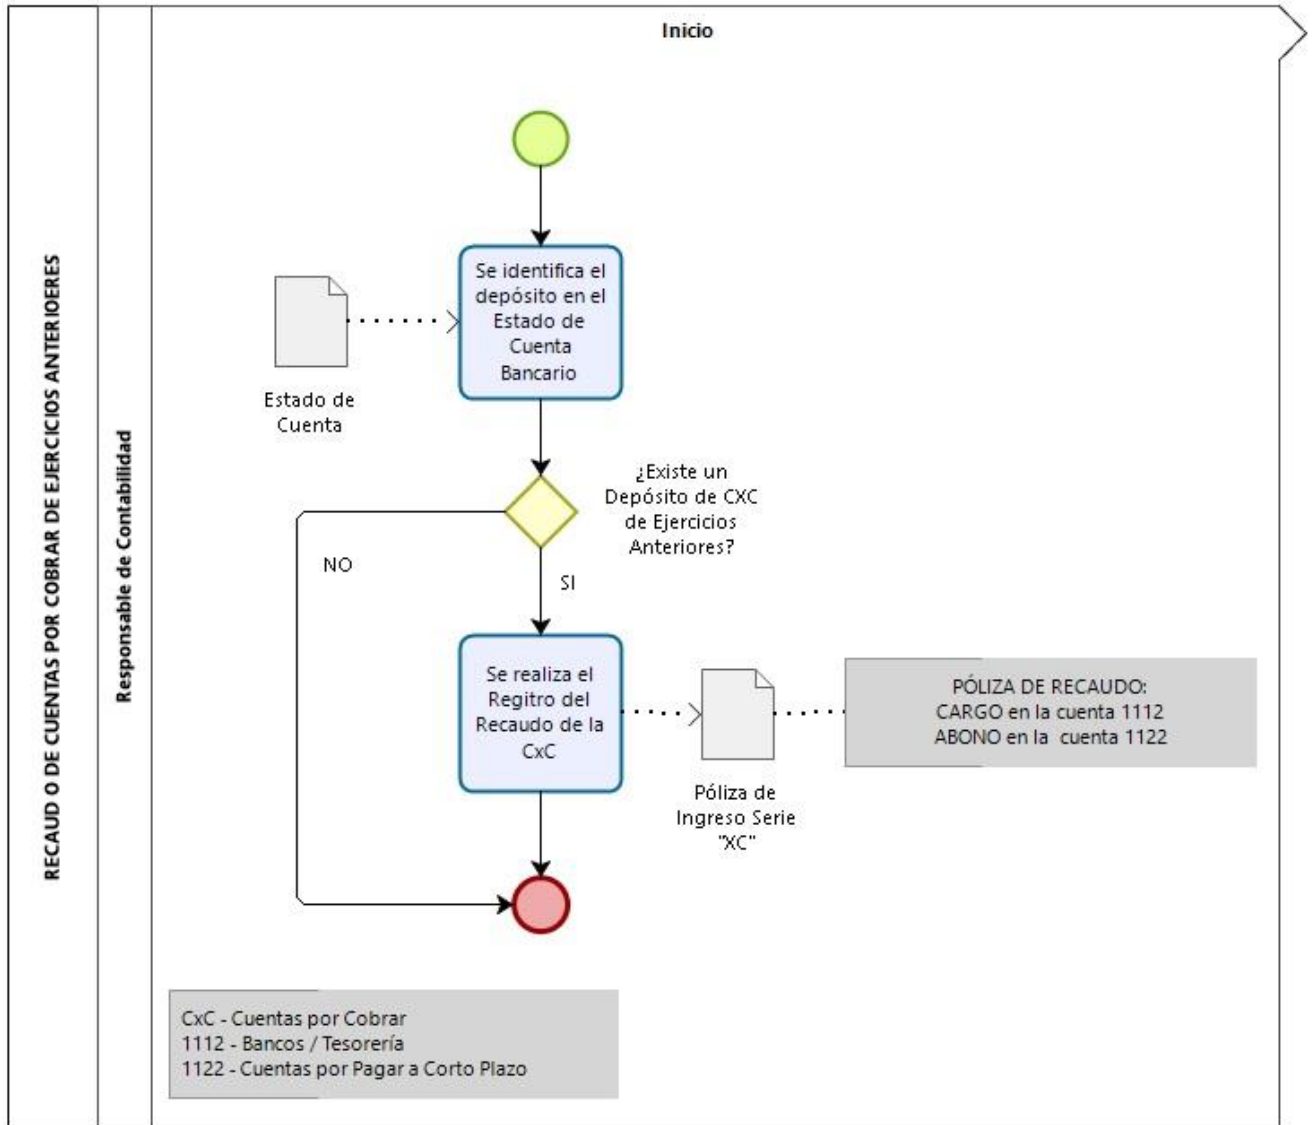 Inicio
RECAUD O DE CUENTAS POR COBRAR DE EJERCICIOS ANTERIOERES
Responsable de Contabilidad
Se identifica el
depósito en el
Estado de
Cuenta
Bancario
Estado de
Cuenta
¿Existe un
Depósito de CXC
de Ejercicios
Anteriores?
NO
SI
Se realiza el
Registro del
Recaudo de la
CxC
Póliza de
Ingreso Serie
"XC"
PÓLIZA DE RECAUDO:
CARGO en la cuenta 1112
ABONO en la cuenta 1122
CxC - Cuentas por Cobrar
1112 - Bancos / Tesorería
1122 - Cuentas por Pagar a Corto Plazo